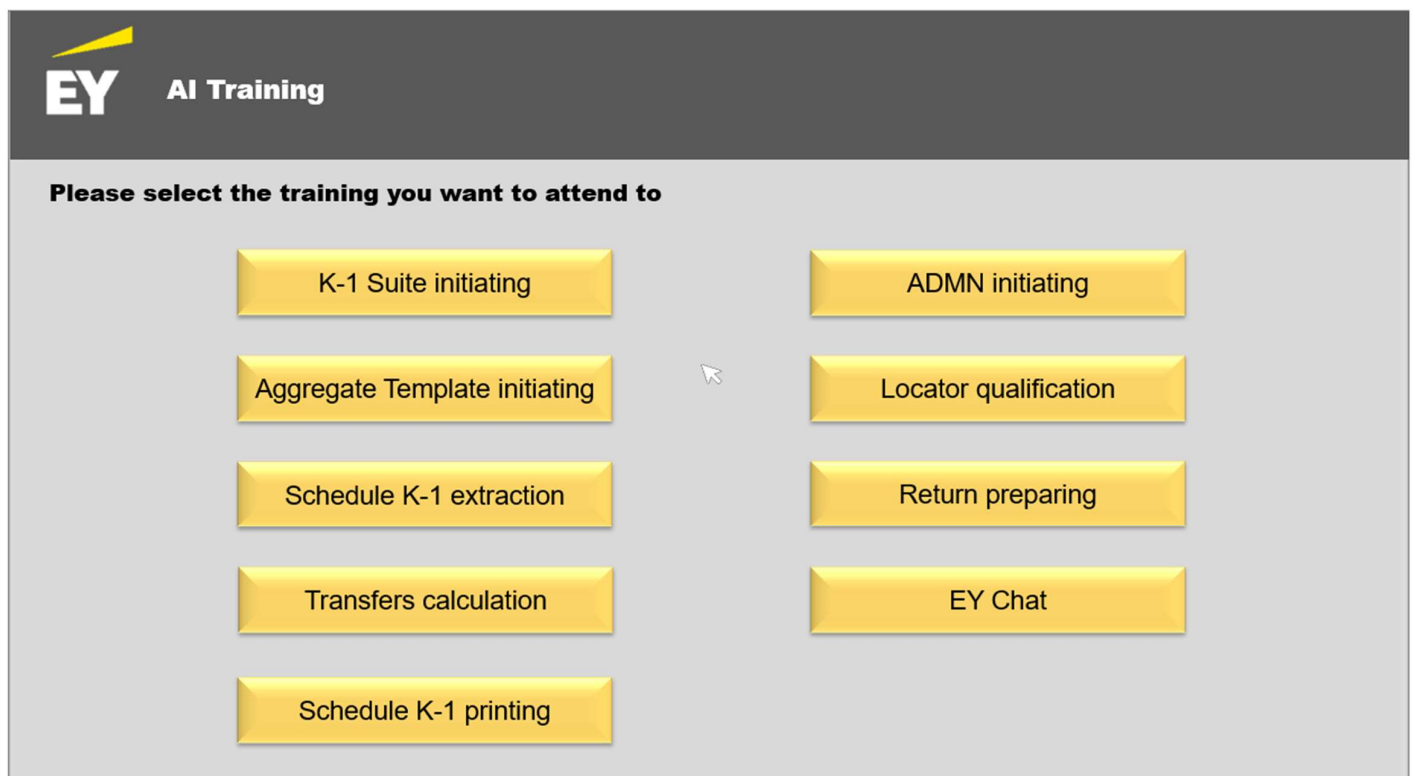 EY
AI Training
Please select the training you want to attend to
K-1 Suite initiating
ADMN initiating
Aggregate Template initiating
Locator qualification
Schedule K-1 extraction
Return preparing
Transfers calculation
EY Chat
Schedule K-1 printing